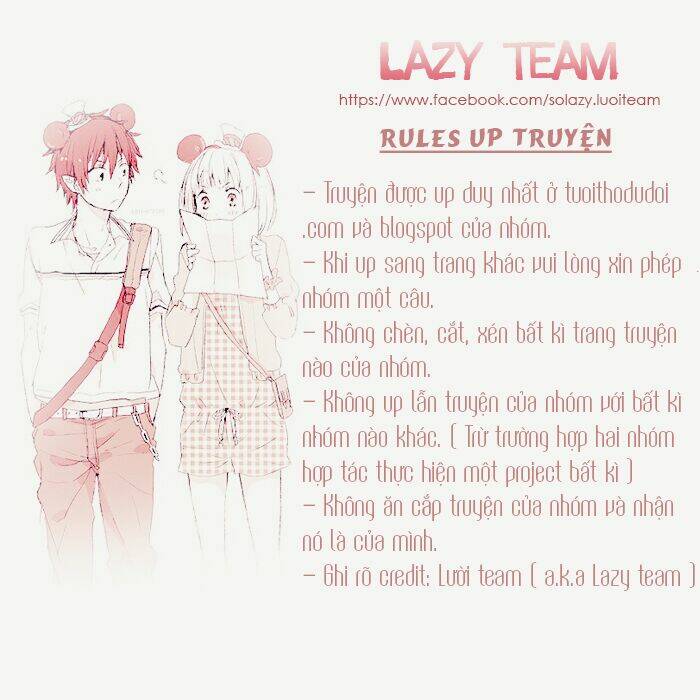 LAZY TEAM
https://www.facebook.com/solazy.luoiteam
RULES UP TRUYỆN
– Truyện được up duy nhất ở tuoithodudoi
.com và blogspot của nhóm.
– Khi up sang trang khác vui lòng xin phép
nhóm một câu.
– Không chèn, cắt, xén bất kì trang truyện
nào của nhóm.
– Không up lẫn truyện của nhóm với bất kì
nhóm nào khác. ( Trừ trường hợp hai nhóm
hợp tác thực hiện một project bất kì )
– Không ăn cắp truyện của nhóm và nhận
nó là của mình.
– Ghi rõ credit: Lười team ( a.k.a Lazy team )